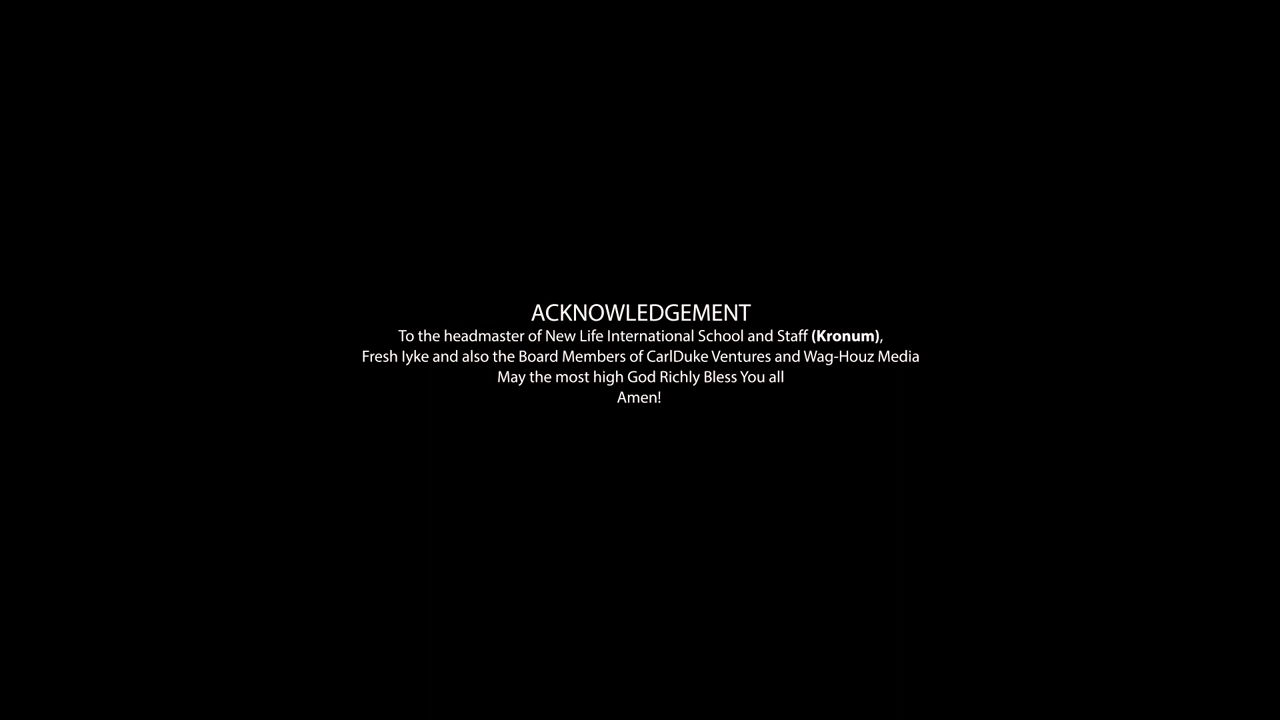 ACKNOWLEDGEMENT
To the headmaster of New Life International School and Staff (Kronum),
Fresh Iyke and also the Board Members of CarlDuke Ventures and Wag-Houz Media
May the most high God Richly Bless You all
Amen!